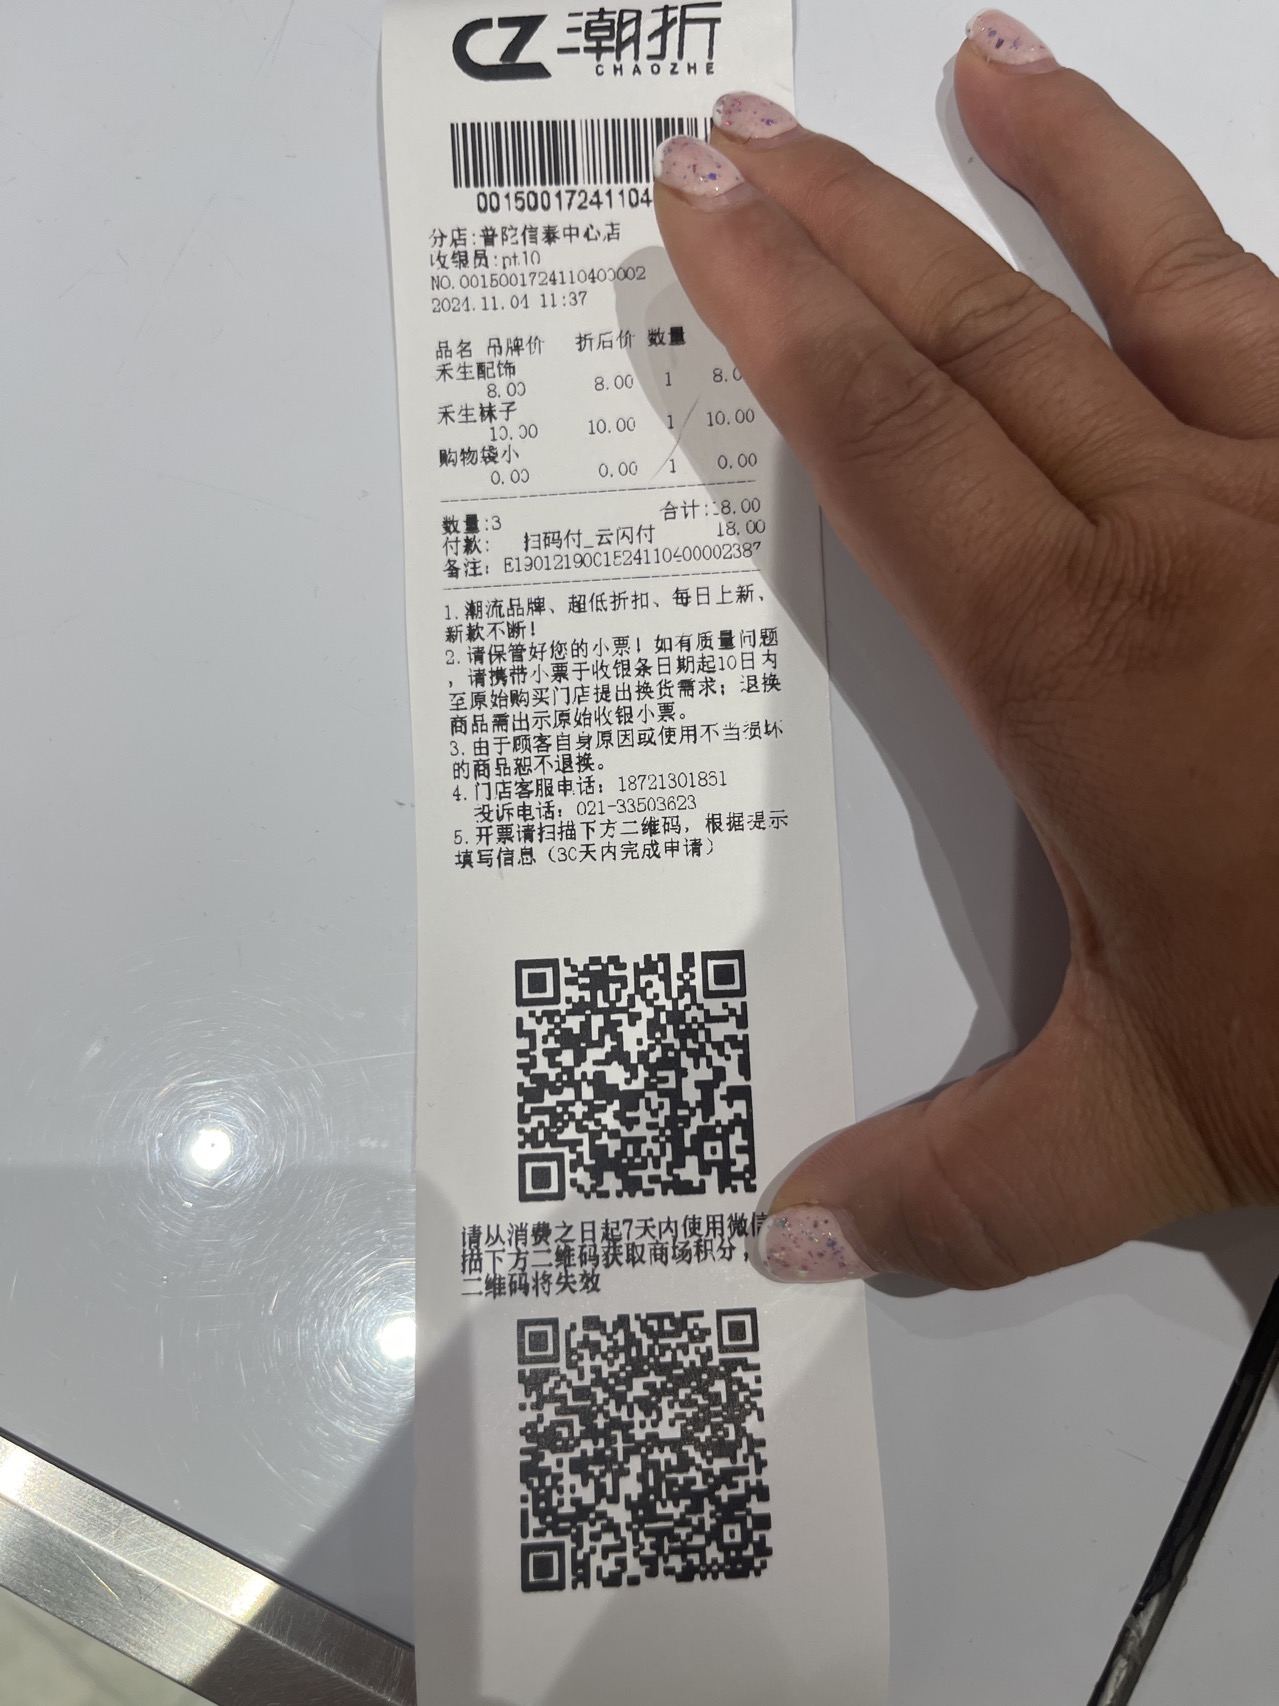 CZ 潮折
CHAOZHE
00150017241104
分店:普陀信泰中心店
收银员:pt10
NO.0015001724110400002
2024.11.04 11:37
品名 吊牌价 折后价 数量
禾生配饰
8.00 8.00 1 8.0
禾生袜子
10.00 10.00 1 10.00
购物袋小
0.00 0.00 1 0.00
数量:3 合计:18.00
付款: 扫码付_云闪付 18.00
备注: E1901219001524110400002387
1.潮流品牌、超低折扣、每日上新、
新款不断!
2.请保管好您的小票!如有质量问题
,请携带小票于收银条日期起10日内
至原始购买门店提出换货需求;退换
商品需出示原始收银小票。
3.由于顾客自身原因或使用不当损坏
的商品恕不退换。
4.门店客服电话: 18721301851
投诉电话: 021-33503623
5.开票请扫描下方二维码,根据提示
填写信息(30天内完成申请)
请从消费之日起7天内使用微信
描下方二维码获取商场积分,
二维码将失效